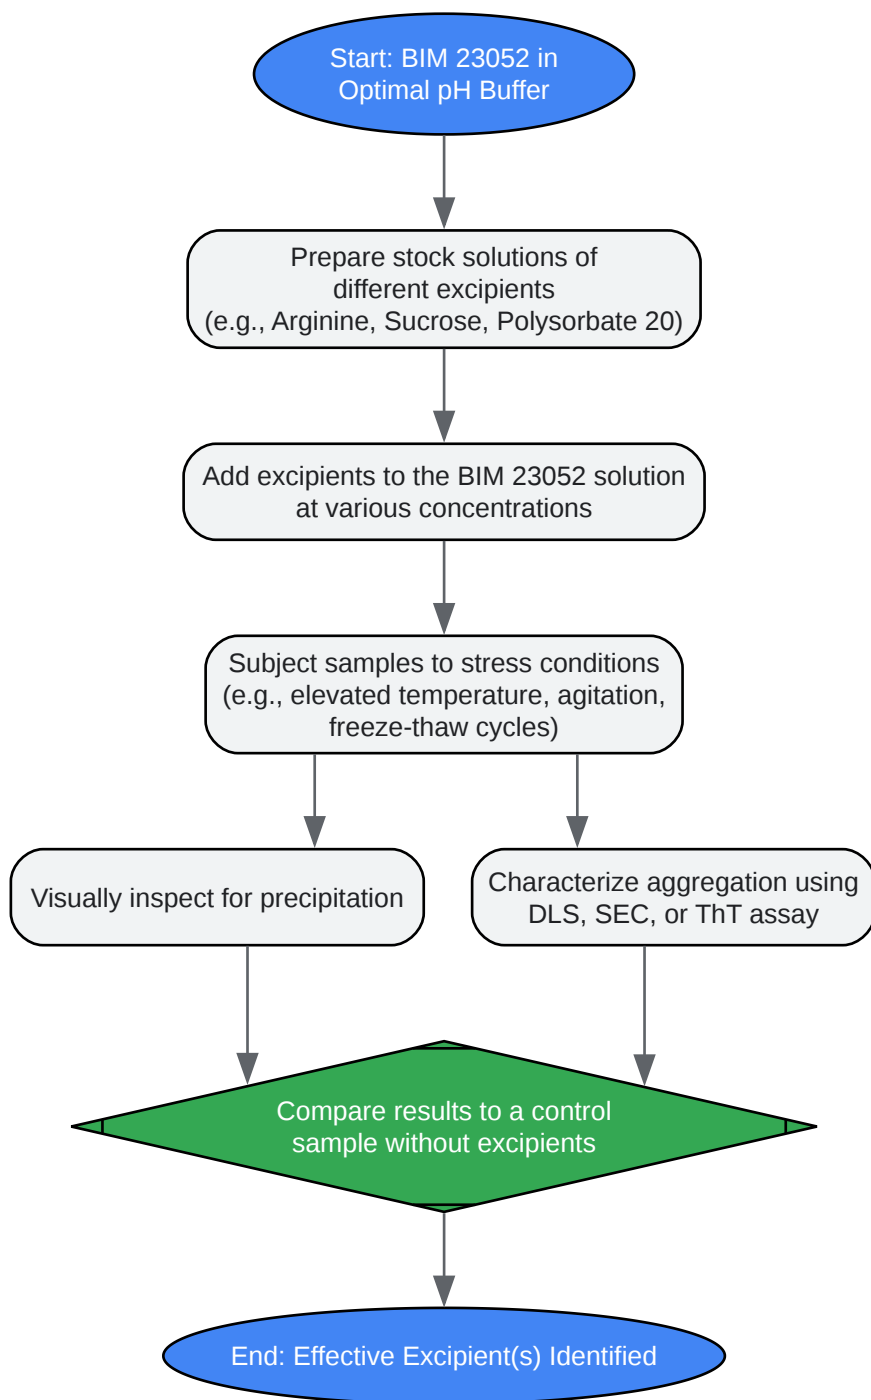 Start: BIM 23052 in
Optimal pH Buffer
Prepare stock solutions of
different excipients
(e.g., Arginine, Sucrose, Polysorbate 20)
Add excipients to the BIM 23052 solution
at various concentrations
Subject samples to stress conditions
(e.g., elevated temperature, agitation,
freeze-thaw cycles)
Visually inspect for precipitation
Characterize aggregation using
DLS, SEC, or ThT assay
Compare results to a control
sample without excipients
End: Effective Excipient(s) Identified